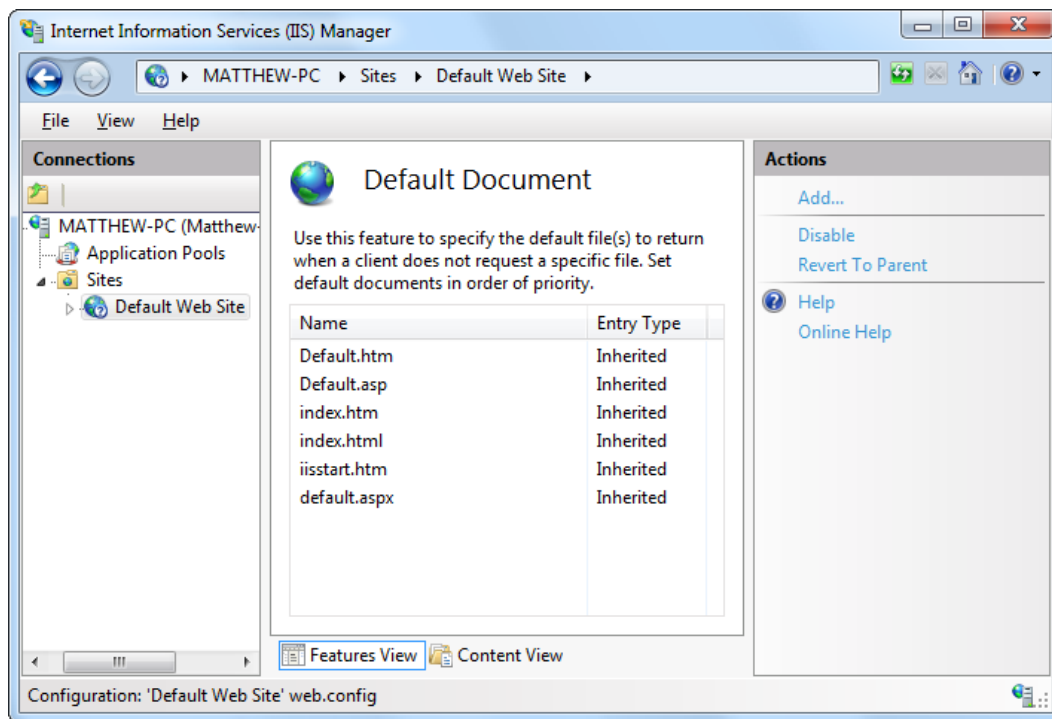 Internet Information Services (IIS) Manager
MATTHEW-PC Sites Default Web Site
File View Help
Connections
MATTHEW-PC (Matthew-
Application Pools
Sites
Default Web Site
Default Document
Use this feature to specify the default file(s) to return
when a client does not request a specific file. Set
default documents in order of priority.
Name Entry Type
Default.htm Inherited
Default.asp Inherited
index.htm Inherited
index.html Inherited
iisstart.htm Inherited
default.aspx Inherited
Features View Content View
Actions
Add...
Disable
Revert To Parent
Help
Online Help
Configuration: 'Default Web Site' web.config